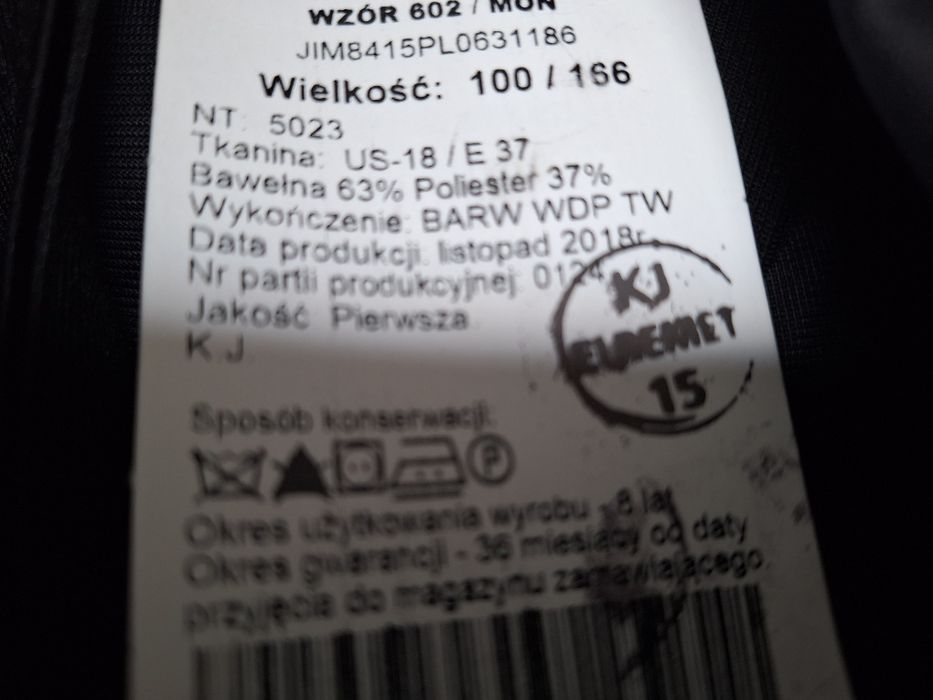 WZÓR 602 / MON
JIM8415PL0631186
Wielkość: 100 / 166
NT: 5023
Tkanina: US-18 / E 37
Bawełna 63% Poliester 37%
Wykończenie: BARW WDP TW
Data produkcji: listopad 2018r.
Nr partii produkcyjnej: 0124
Jakość: Pierwsza
K.J.
KJ
ELREMET
15
Sposób konserwacji:
P
Okres użytkowania wyrobu - 8 lat
Okres gwarancji - 36 miesiący od daty
przyjęcia do magazynu zamawiającego.